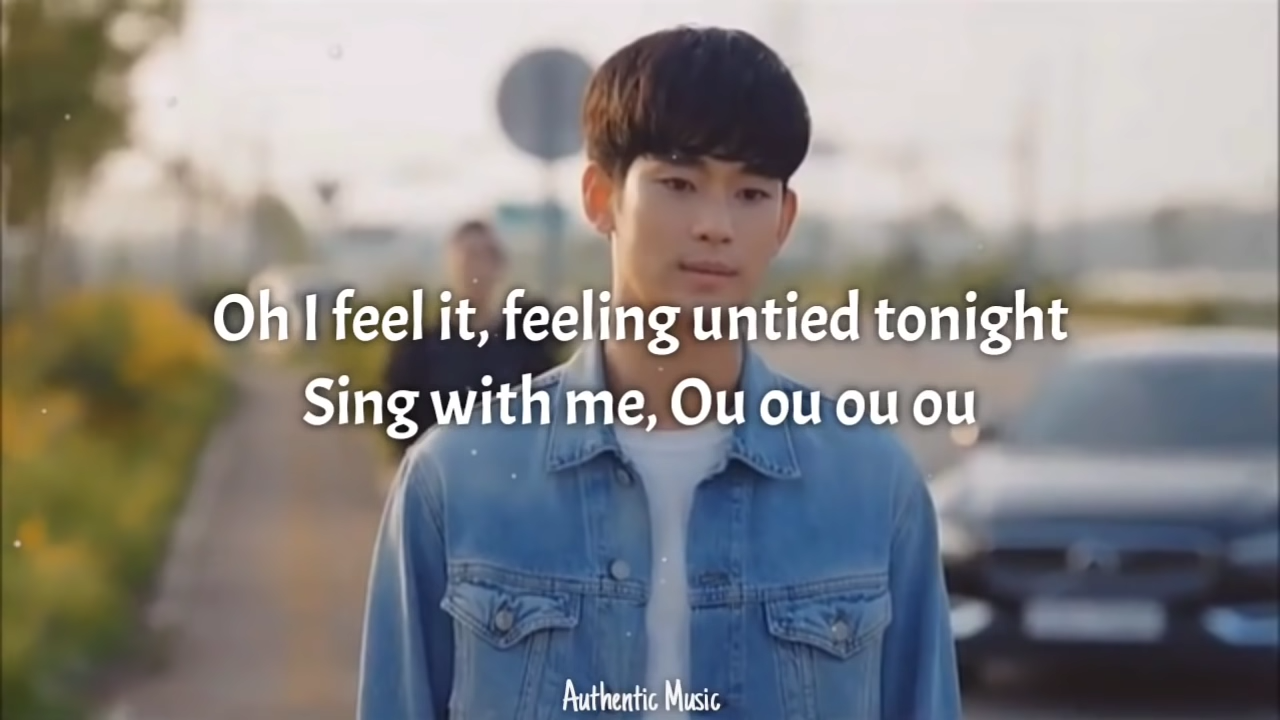 Oh I feel it, feeling untied tonight
Sing with me, Ou ou ou ou
Authentic Music